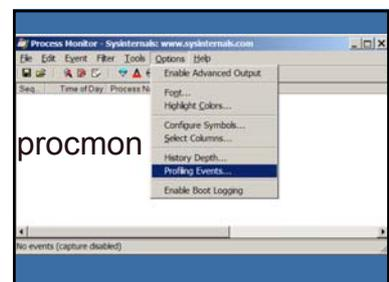 Process Monitor - Sysinternals: www.sysinternals.com
File Edit Event Filter Tools Options Help
Enable Advanced Output
Font...
Highlight Colors...
Configure Symbols...
Select Columns...
History Depth...
Profiling Events...
Enable Boot Logging
Seq... Time of Day Process N
procmon
No events (capture disabled)